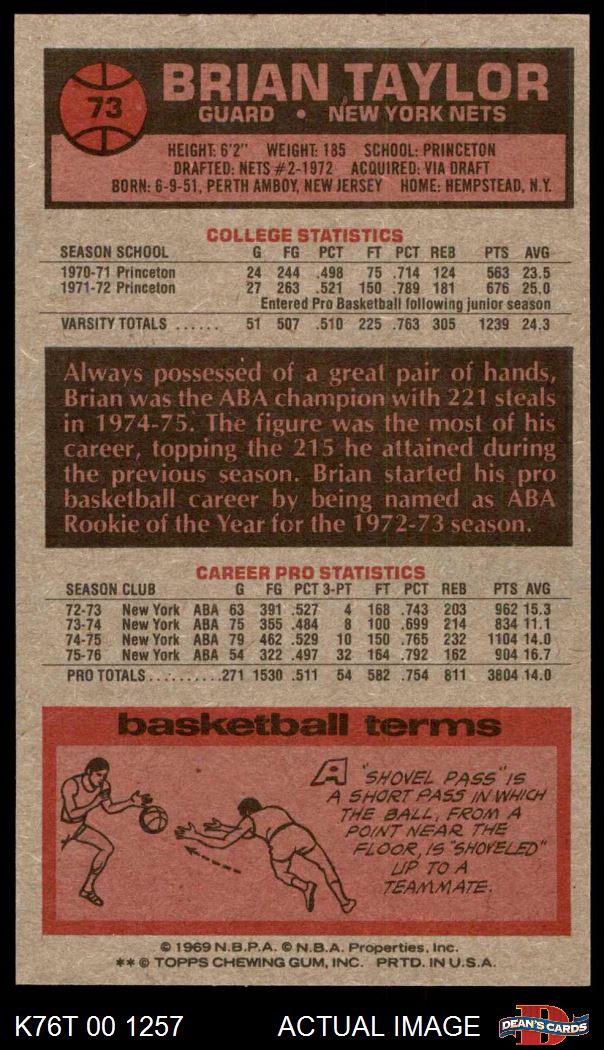 73
BRIAN TAYLOR
GUARD • NEW YORK NETS
HEIGHT: 6'2" WEIGHT: 185 SCHOOL: PRINCETON
DRAFTED: NETS #2-1972 ACQUIRED: VIA DRAFT
BORN: 6-9-51, PERTH AMBOY, NEW JERSEY HOME: HEMPSTEAD, N.Y.
COLLEGE STATISTICS
SEASON SCHOOL G FG PCT FT PCT REB PTS AVG
1970-71 Princeton 24 244 .498 75 .714 124 563 23.5
1971-72 Princeton 27 263 .521 150 .789 181 676 25.0
Entered Pro Basketball following junior season
VARSITY TOTALS ...... 51 507 .510 225 .763 305 1239 24.3
Always possessed of a great pair of hands,
Brian was the ABA champion with 221 steals
in 1974-75. The figure was the most of his
career, topping the 215 he attained during
the previous season. Brian started his pro
basketball career by being named as ABA
Rookie of the Year for the 1972-73 season.
CAREER PRO STATISTICS
SEASON CLUB G FG PCT 3-PT FT PCT REB PTS AVG
72-73 New York ABA 63 391 .527 4 168 .743 203 962 15.3
73-74 New York ABA 75 355 .484 8 100 .699 214 834 11.1
74-75 New York ABA 79 462 .529 10 150 .765 232 1104 14.0
75-76 New York ABA 54 322 .497 32 164 .792 162 904 16.7
PRO TOTALS.......... 271 1530 .511 54 582 .754 811 3804 14.0
basketball terms
A "SHOVEL PASS" IS
A SHORT PASS IN WHICH
THE BALL, FROM A
POINT NEAR THE
FLOOR, IS "SHOVELED"
UP TO A
TEAMMATE.
© 1969 N.B.P.A. © N.B.A. Properties, Inc.
** © TOPPS CHEWING GUM, INC. PRTD. IN U.S.A.
K76T 00 1257 ACTUAL IMAGE
D
DEAN'S CARDS